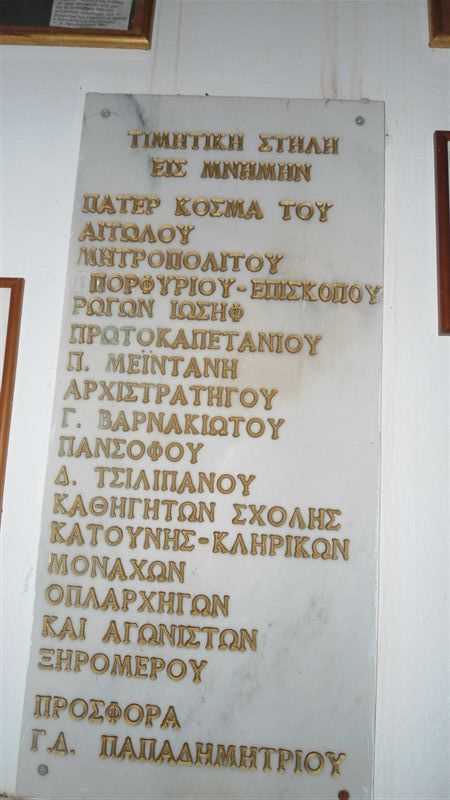 ΤΙΜΗΤΙΚΗ ΣΤΗΛΗ
ΕΙΣ ΜΝΗΜΗΝ
ΠΑΤΕΡ ΚΟΣΜΑ ΤΟΥ
ΑΙΤΩΛΟΥ
ΜΗΤΡΟΠΟΛΙΤΟΥ
ΠΟΡΦΥΡΙΟΥ-ΕΠΙΣΚΟΠΟΥ
ΡΩΓΩΝ ΙΩΣΗΦ
ΠΡΩΤΟΚΑΠΕΤΑΝΙΟΥ
Π. ΜΕΪΝΤΑΝΗ
ΑΡΧΙΣΤΡΑΤΗΓΟΥ
Γ. ΒΑΡΝΑΚΙΩΤΟΥ
ΠΑΝΣΟΦΟΥ
Δ. ΤΣΙΛΙΠΑΝΟΥ
ΚΑΘΗΓΗΤΩΝ ΣΧΟΛΗΣ
ΚΑΤΟΥΝΗΣ-ΚΛΗΡΙΚΩΝ
ΜΟΝΑΧΩΝ
ΟΠΛΑΡΧΗΓΩΝ
ΚΑΙ ΑΓΩΝΙΣΤΩΝ
ΞΗΡΟΜΕΡΟΥ
ΠΡΟΣΦΟΡΑ
Γ.Δ. ΠΑΠΑΔΗΜΗΤΡΙΟΥ